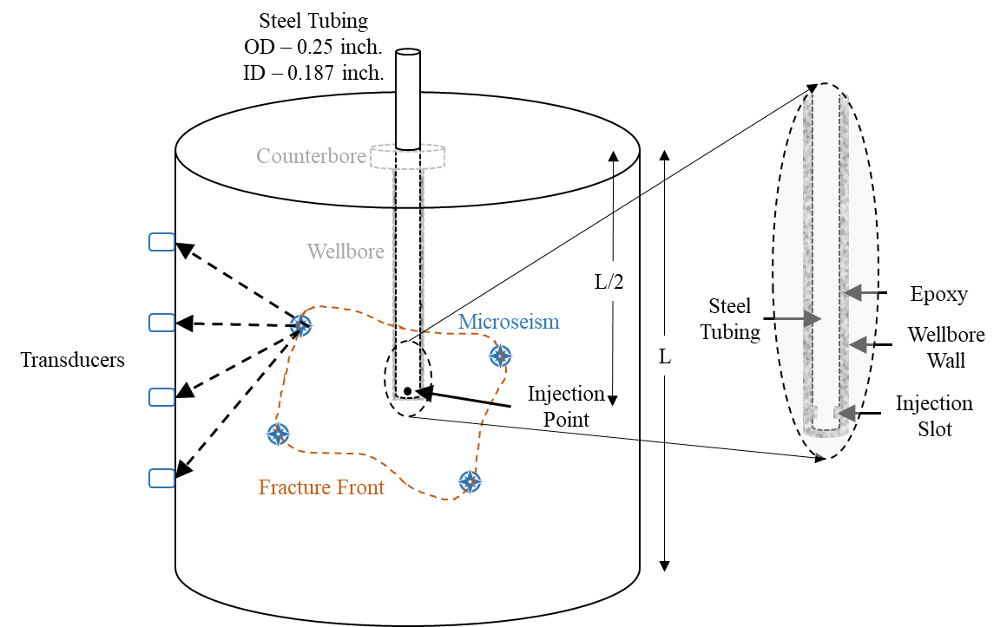 Steel Tubing
OD – 0.25 inch.
ID – 0.187 inch.
Counterbore
Wellbore
L/2
L
Microseism
Transducers
Injection
Point
Fracture Front
Steel
Tubing
Epoxy
Wellbore
Wall
Injection
Slot